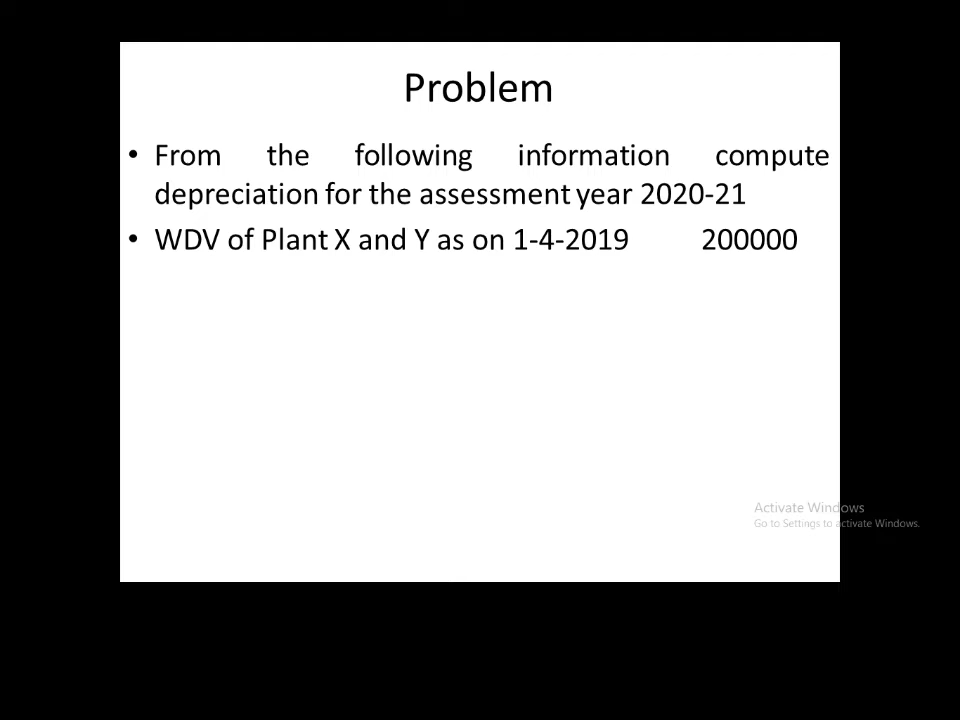 Problem
• From the following information compute
depreciation for the assessment year 2020-21
• WDV of Plant X and Y as on 1-4-2019 200000
Activate Windows
Go to Settings to activate Windows.